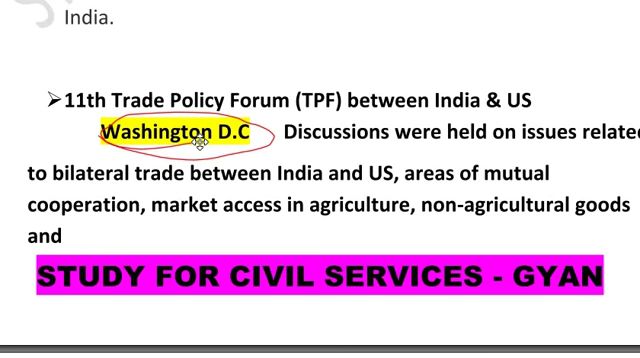 India.
➢11th Trade Policy Forum (TPF) between India & US
Washington D.C Discussions were held on issues relate
to bilateral trade between India and US, areas of mutual
cooperation, market access in agriculture, non-agricultural goods
and
STUDY FOR CIVIL SERVICES - GYAN